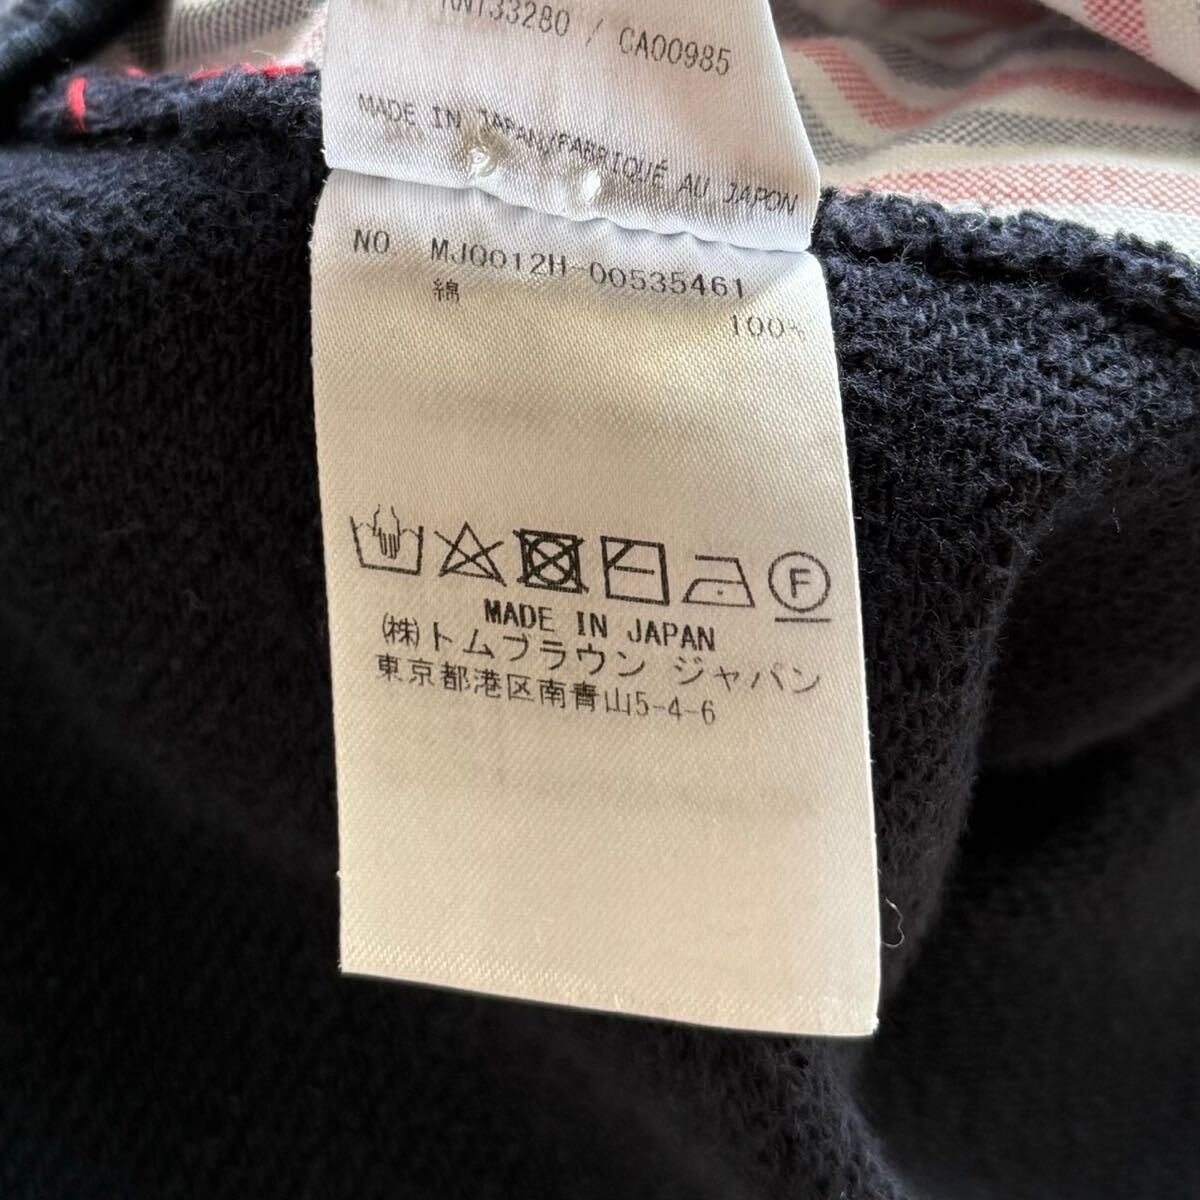 RN133280 / CA00985
MADE IN JAPAN/FABRIQUÉ AU JAPON
NO. MJQ012H-00535461
綿 100%
F
MADE IN JAPAN
(株)トムブラウン ジャパン
東京都港区南青山5-4-6